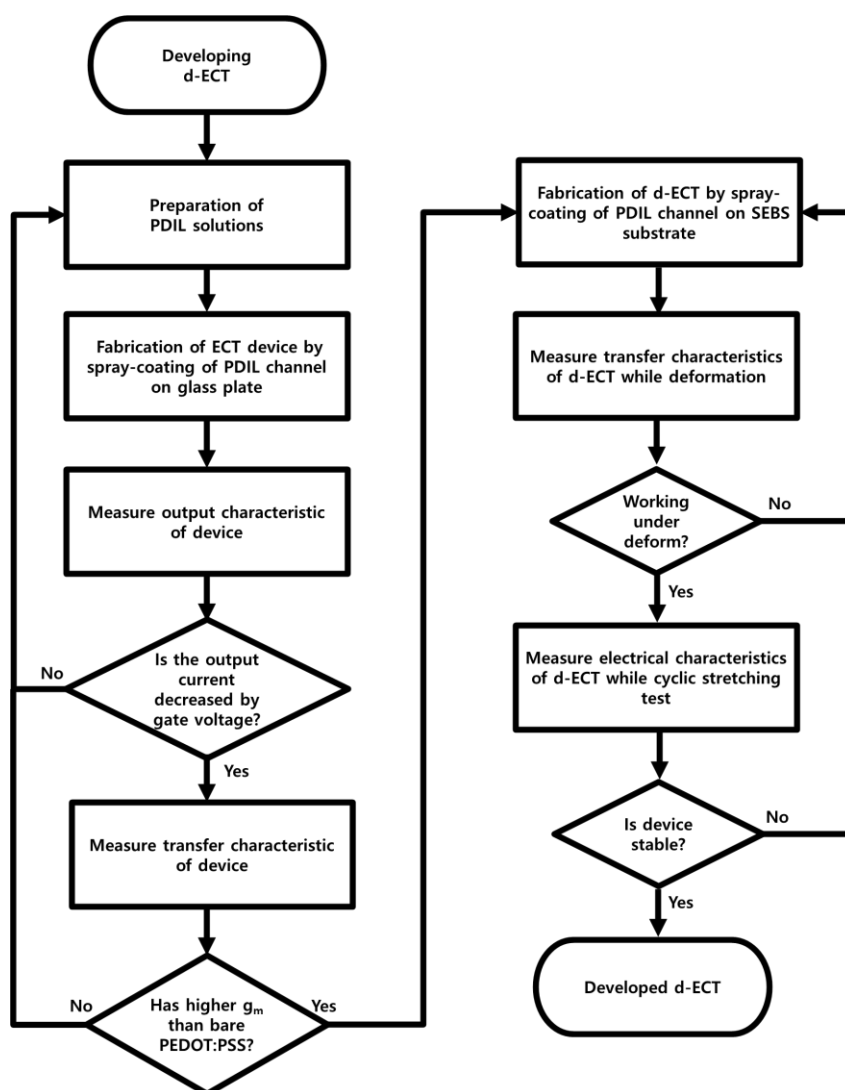 Developing
d-ECT
Preparation of
PDIL solutions
Fabrication of ECT device by
spray-coating of PDIL channel
on glass plate
Measure output characteristic
of device
Is the output
current
decreased by
gate voltage?
No
Yes
Measure transfer characteristic
of device
Has higher gm
than bare
PEDOT:PSS?
No
Yes
Fabrication of d-ECT by spray-
coating of PDIL channel on SEBS
substrate
Measure transfer characteristics
of d-ECT while deformation
Working
under
deform?
No
Yes
Measure electrical characteristics
of d-ECT while cyclic stretching
test
Is device
stable?
No
Yes
Developed d-ECT